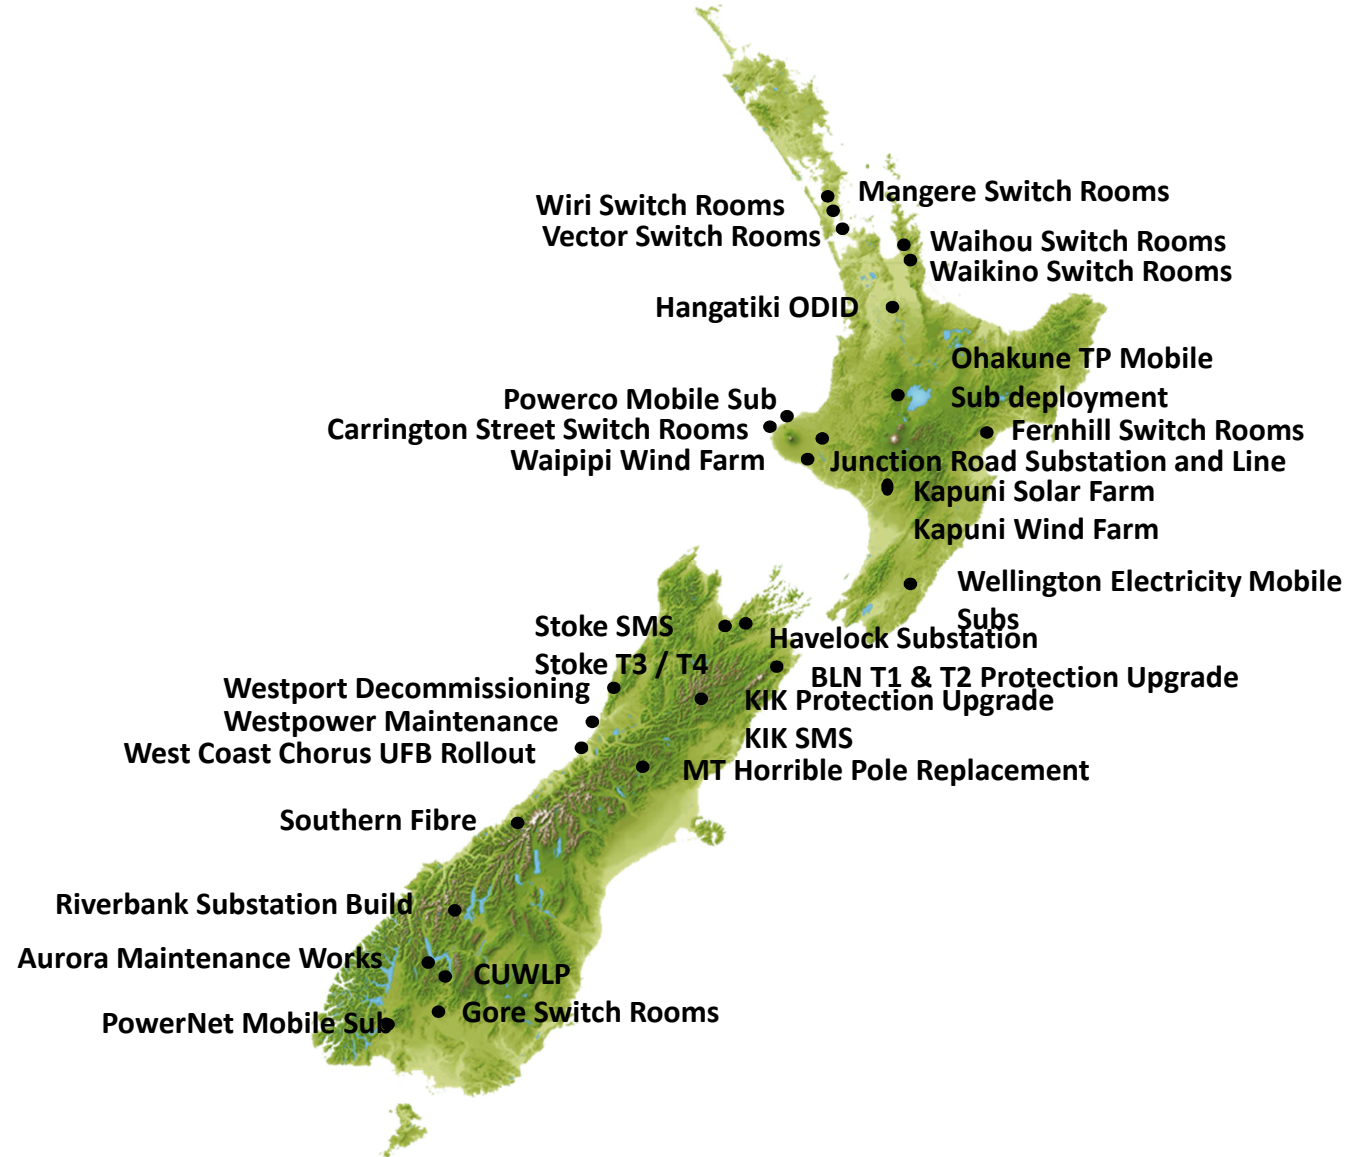 Mangere Switch Rooms
Wiri Switch Rooms
Vector Switch Rooms
Waihou Switch Rooms
Waikino Switch Rooms
Hangatiki ODID
Ohakune TP Mobile
Sub deployment
Powerco Mobile Sub
Carrington Street Switch Rooms
Fernhill Switch Rooms
Waipipi Wind Farm
Junction Road Substation and Line
Kapuni Solar Farm
Kapuni Wind Farm
Wellington Electricity Mobile
Subs
Stoke SMS
Stoke T3 / T4
Havelock Substation
BLN T1 & T2 Protection Upgrade
Westport Decommissioning
KIK Protection Upgrade
KIK SMS
Westpower Maintenance
West Coast Chorus UFB Rollout
MT Horrible Pole Replacement
Southern Fibre
Riverbank Substation Build
Aurora Maintenance Works
CUWLP
Gore Switch Rooms
PowerNet Mobile Sub